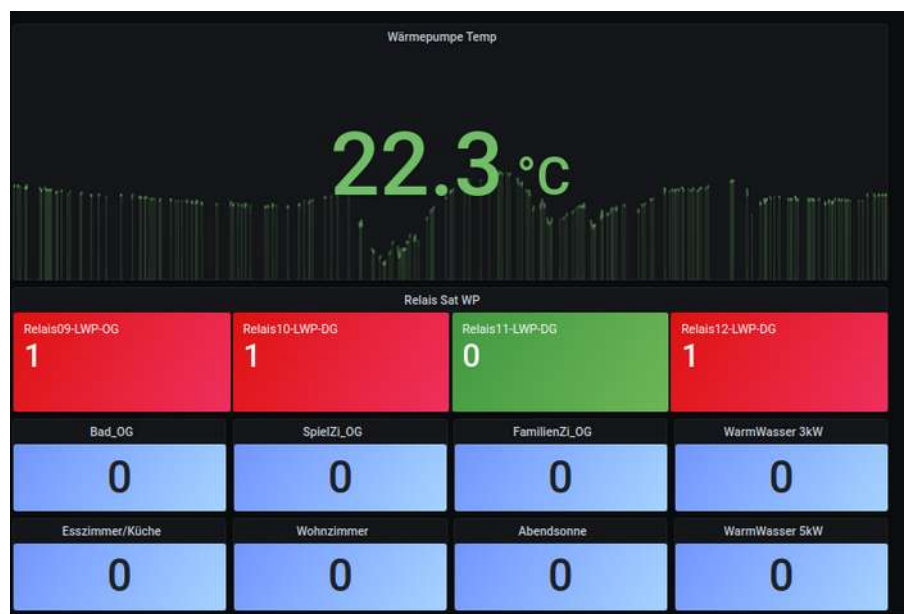 Wärmepumpe Temp
22.3 °C
Relais Sat WP
Relais09-LWP-OG Relais10-LWP-DG Relais11-LWP-DG Relais12-LWP-DG
1 1 0 1
Bad_OG SpielZi_OG FamilienZi_OG WarmWasser 3kW
0 0 0 0
Esszimmer/Küche Wohnzimmer Abendsonne WarmWasser 5kW
0 0 0 0